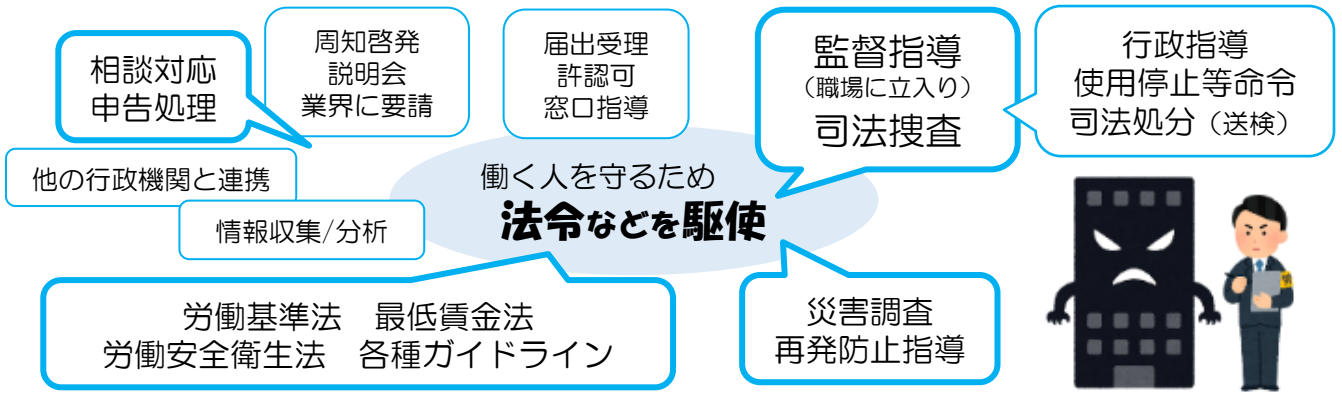 相談対応
申告処理
周知啓発
説明会
業界に要請
届出受理
許認可
窓口指導
監督指導
（職場に立入り）
司法捜査
行政指導
使用停止等命令
司法処分（送検）
他の行政機関と連携
情報収集/分析
働く人を守るため
法令などを駆使
労働基準法　最低賃金法
労働安全衛生法　各種ガイドライン
災害調査
再発防止指導